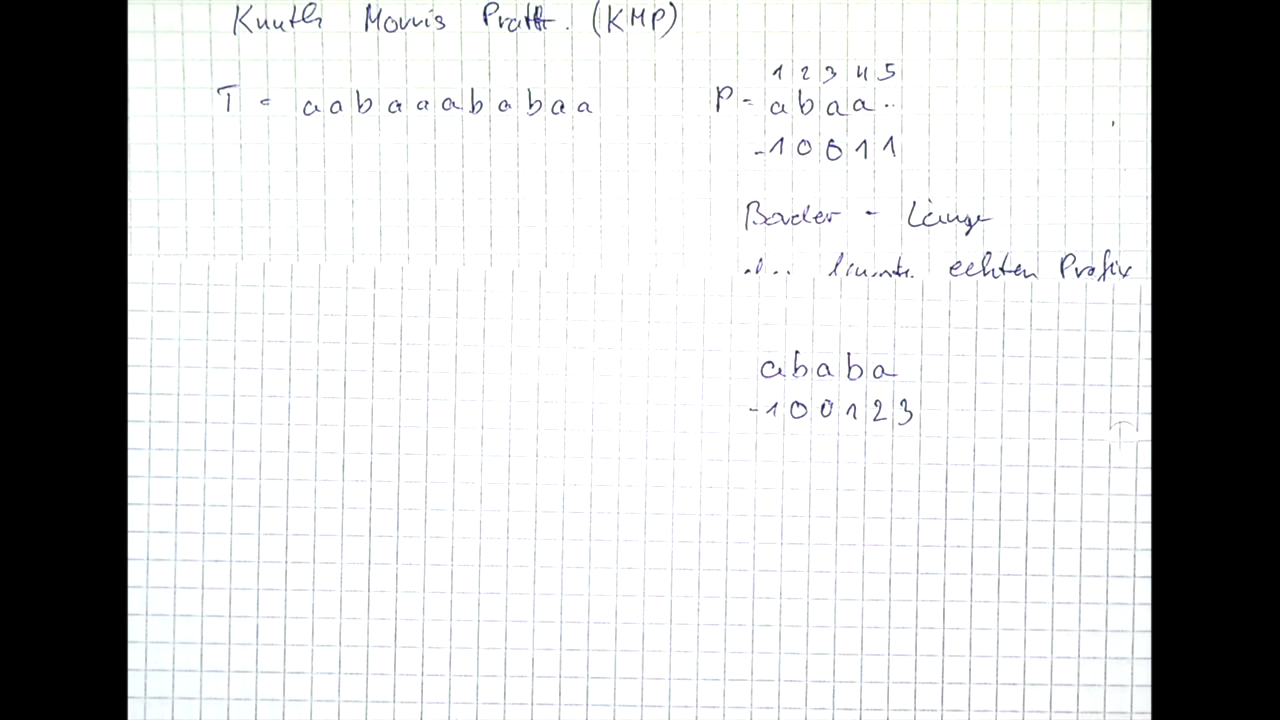 Knuth Morris Pratt. (KMP)
T = aabaaababaa
1 2 3 4 5
P = abaa..
-1 0 0 1 1
Border - Länge
echten Präfix
ababa
-1 0 0 1 2 3